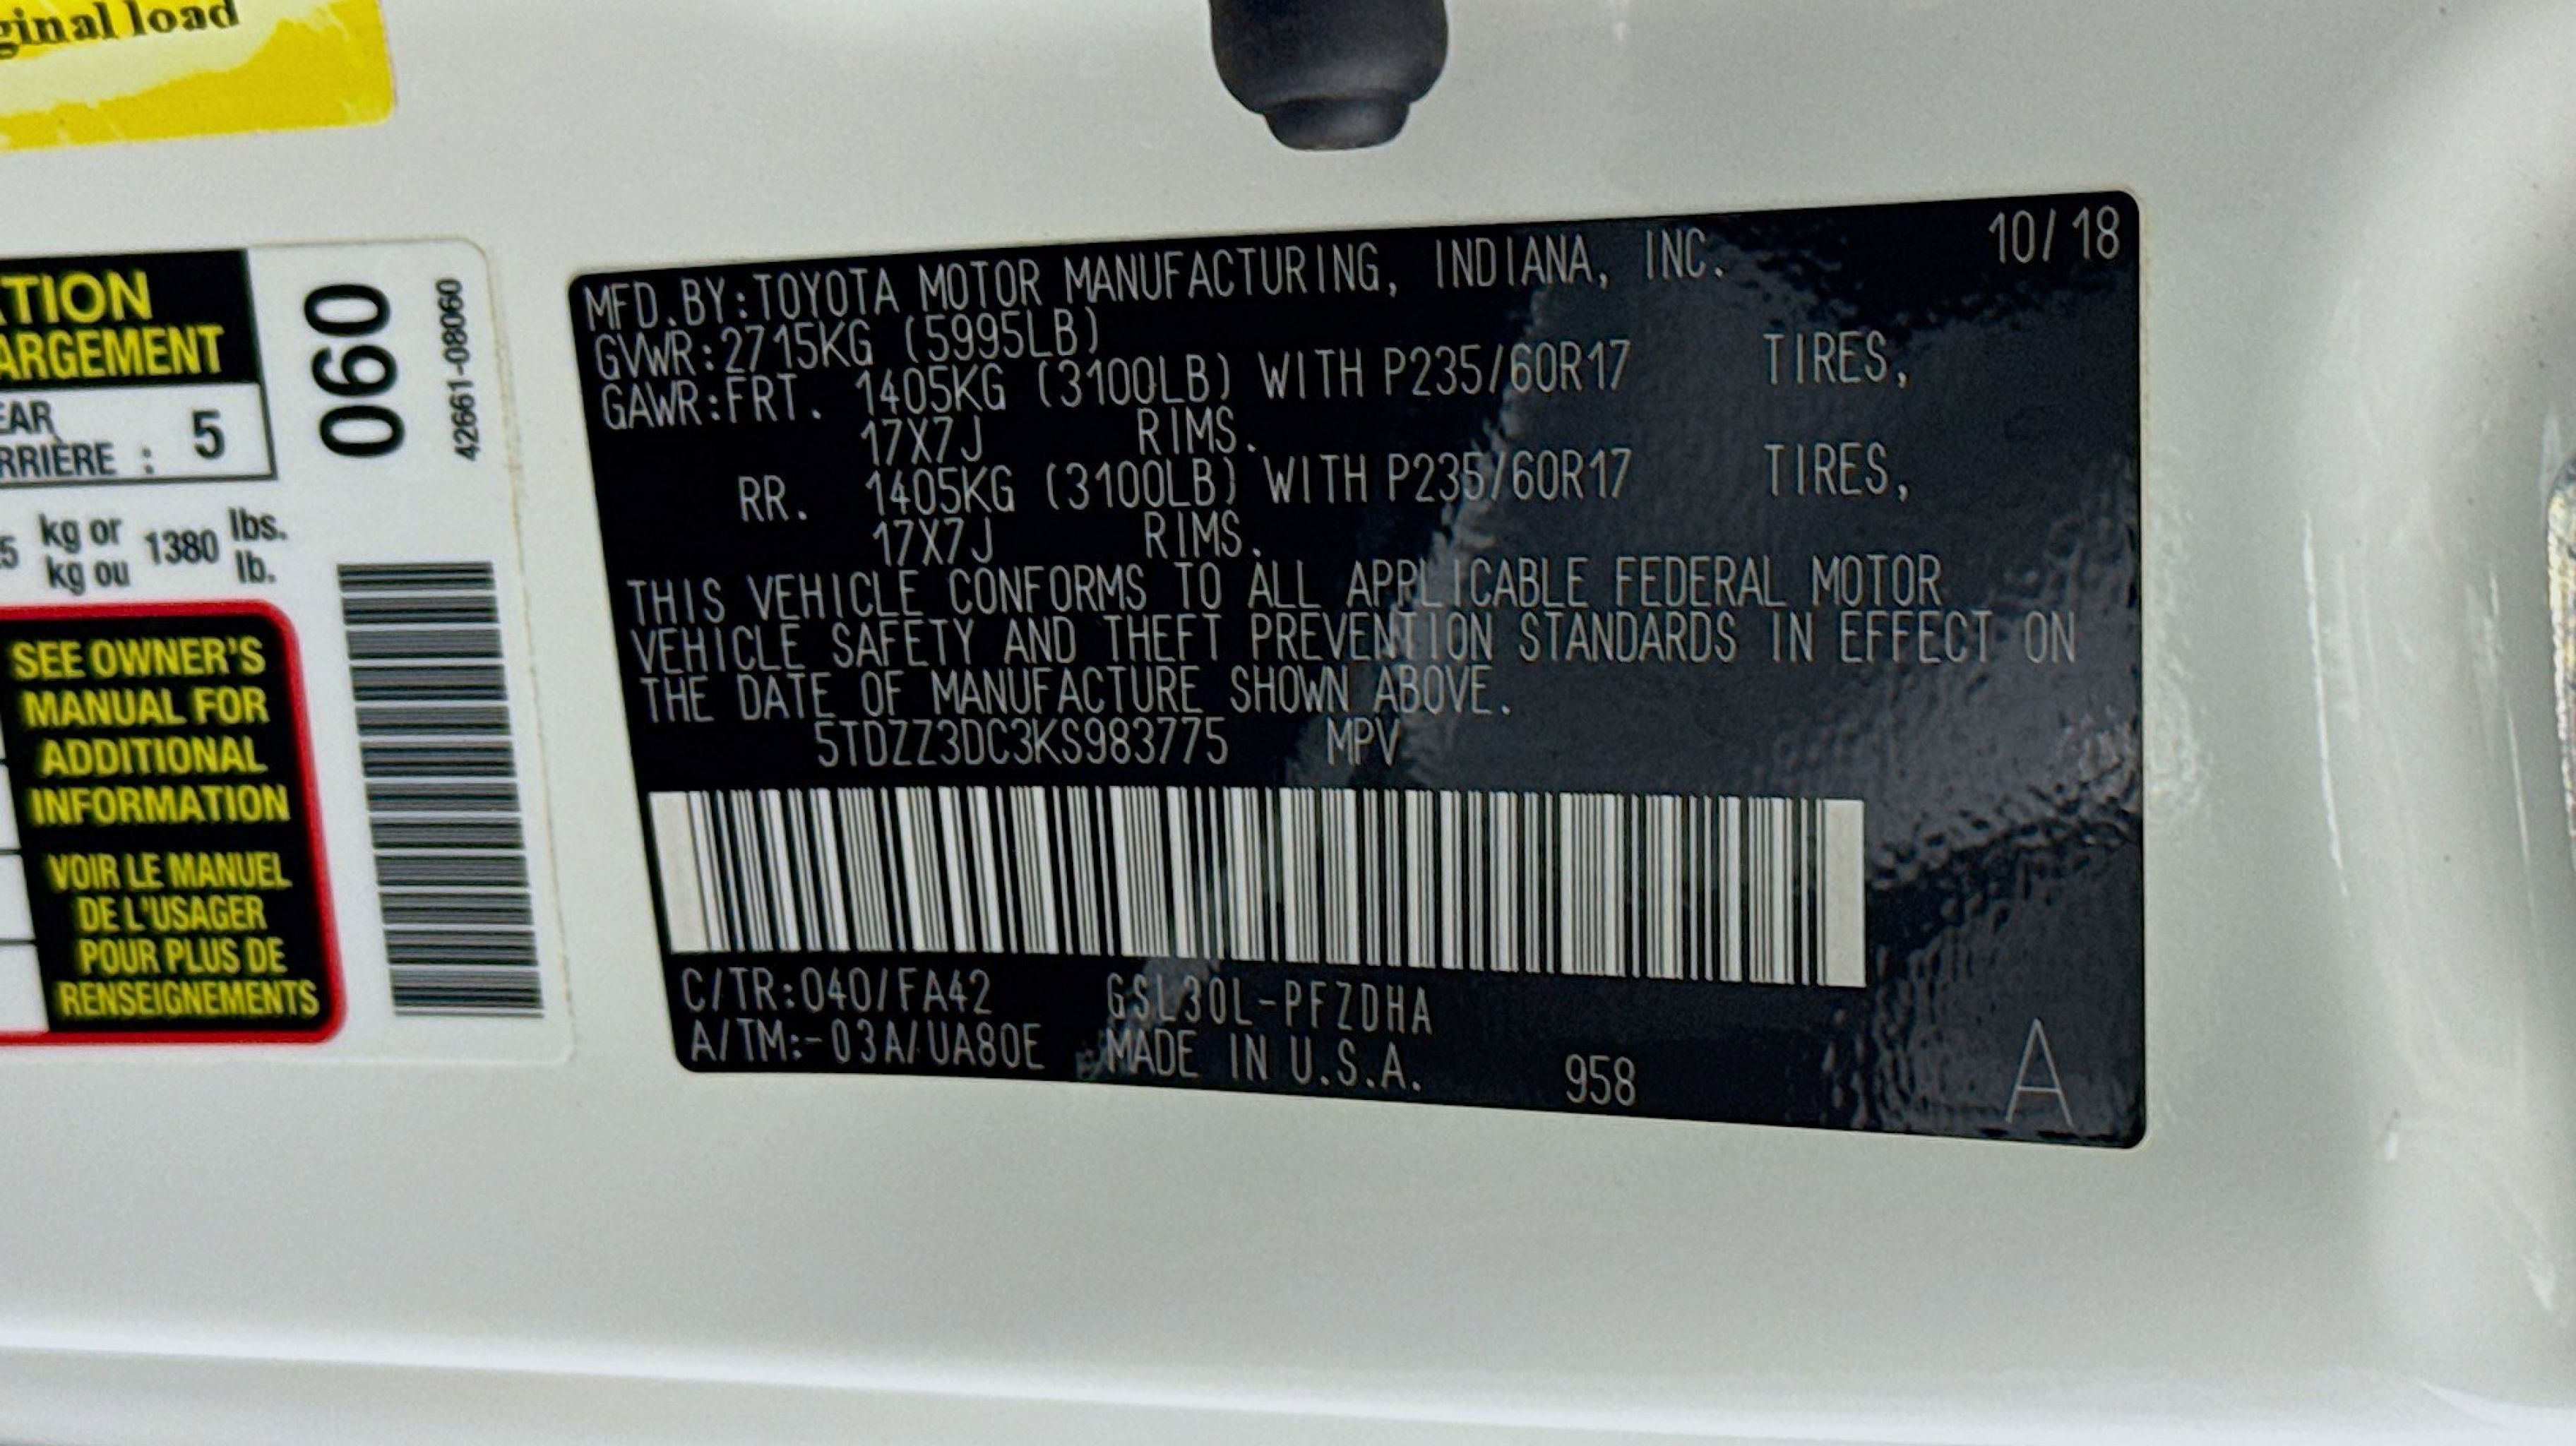 ginal load
TION
ARGEMENT
EAR
RRIÈRE : 5
5 kg or 1380 lbs.
kg ou lb.
SEE OWNER'S
MANUAL FOR
ADDITIONAL
INFORMATION
VOIR LE MANUEL
DE L'USAGER
POUR PLUS DE
RENSEIGNEMENTS
060
42661-08060
10/18
MFD.BY:TOYOTA MOTOR MANUFACTURING, INDIANA, INC.
GVWR:2715KG (5995LB)
GAWR:FRT. 1405KG (3100LB) WITH P235/60R17 TIRES,
17X7J RIMS.
RR. 1405KG (3100LB) WITH P235/60R17 TIRES,
17X7J RIMS.
THIS VEHICLE CONFORMS TO ALL APPLICABLE FEDERAL MOTOR
VEHICLE SAFETY AND THEFT PREVENTION STANDARDS IN EFFECT ON
THE DATE OF MANUFACTURE SHOWN ABOVE.
5TDZZ3DC3KS983775 MPV
C/TR:040/FA42 GSL30L-PFZDHA
A/TM:-03A/UA80E MADE IN U.S.A. 958 A